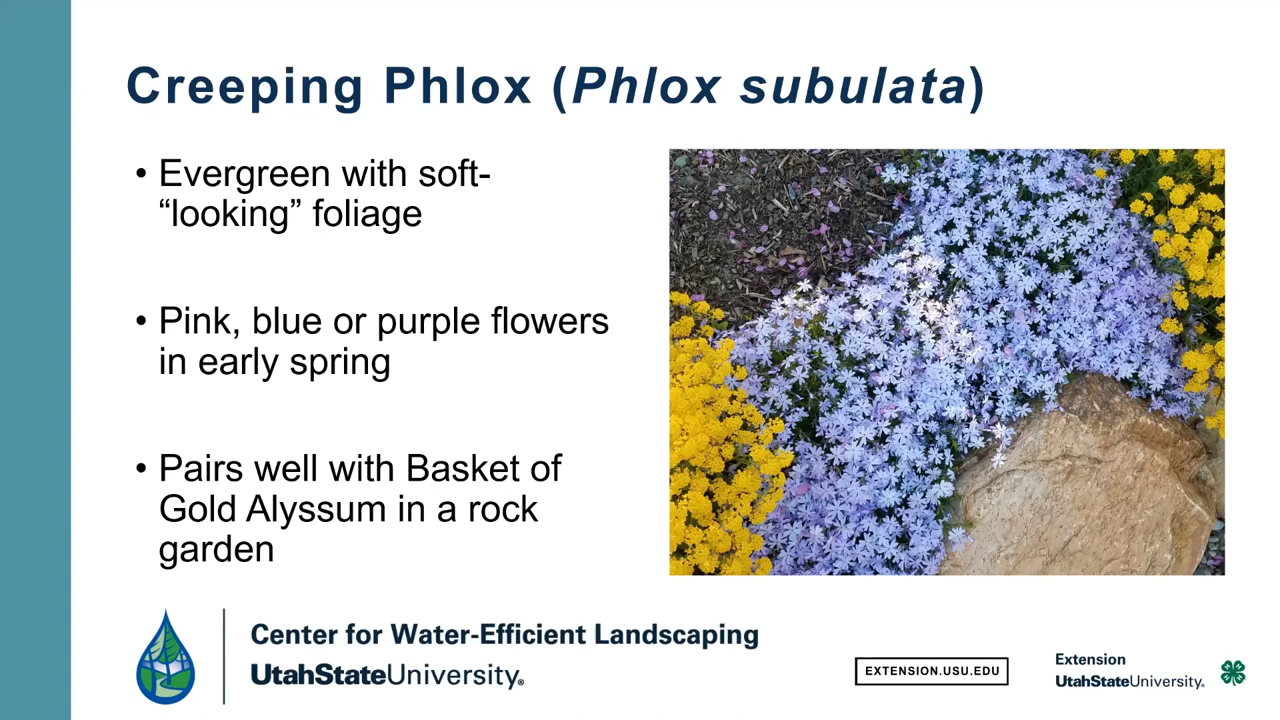 Creeping Phlox (Phlox subulata)
• Evergreen with soft-
“looking” foliage
• Pink, blue or purple flowers
in early spring
• Pairs well with Basket of
Gold Alyssum in a rock
garden
Center for Water-Efficient Landscaping
UtahStateUniversity®
EXTENSION.USU.EDU
Extension
UtahStateUniversity®